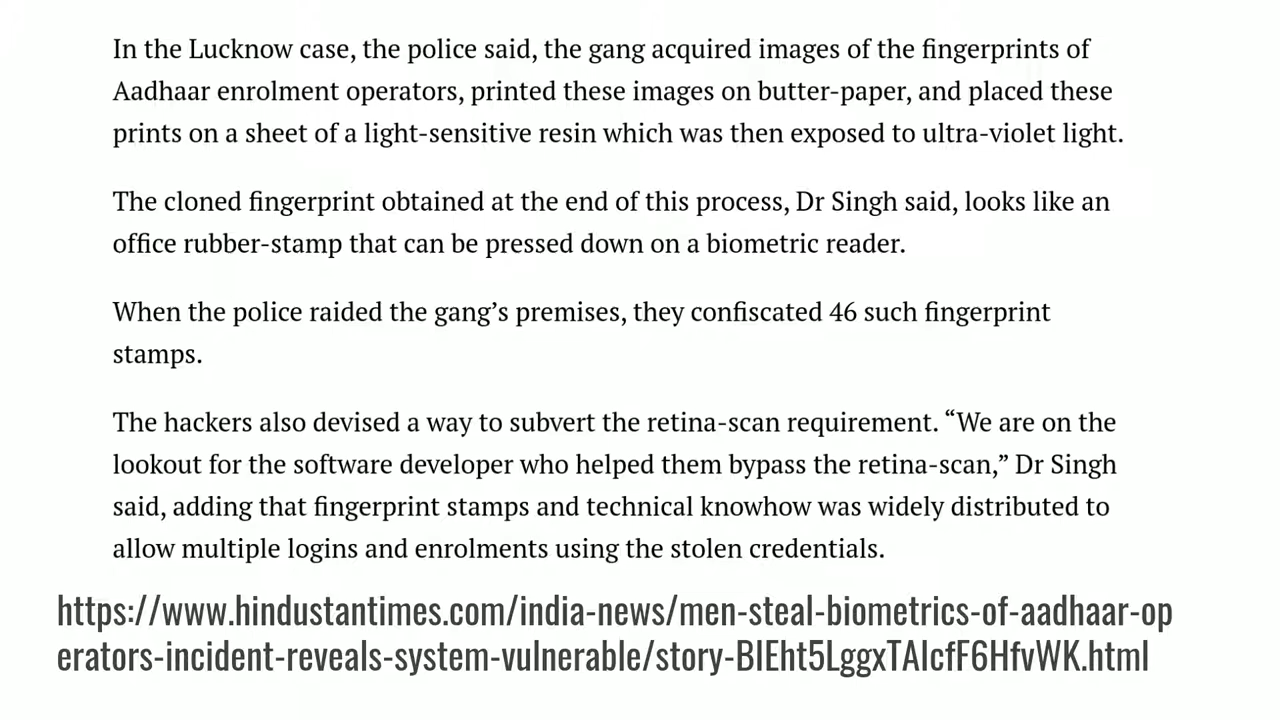 In the Lucknow case, the police said, the gang acquired images of the fingerprints of
Aadhaar enrolment operators, printed these images on butter-paper, and placed these
prints on a sheet of a light-sensitive resin which was then exposed to ultra-violet light.
The cloned fingerprint obtained at the end of this process, Dr Singh said, looks like an
office rubber-stamp that can be pressed down on a biometric reader.
When the police raided the gang’s premises, they confiscated 46 such fingerprint
stamps.
The hackers also devised a way to subvert the retina-scan requirement. “We are on the
lookout for the software developer who helped them bypass the retina-scan,” Dr Singh
said, adding that fingerprint stamps and technical knowhow was widely distributed to
allow multiple logins and enrolments using the stolen credentials.
https://www.hindustantimes.com/india-news/men-steal-biometrics-of-aadhaar-op
erators-incident-reveals-system-vulnerable/story-BIEht5LggxTAIcfF6HfvWK.html